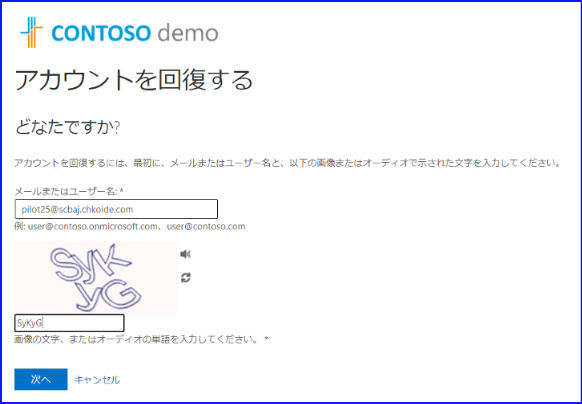 CONTOSO demo
アカウントを回復する
どなたですか?
アカウントを回復するには、最初に、メールまたはユーザー名と、以下の画像またはオーディオで示された文字を入力してください。
メールまたはユーザー名: *
pilot25@scbaj.chkoide.com
例: user@contoso.onmicrosoft.com、user@contoso.com
SyK
yG
SyKyG
画像の文字、またはオーディオの単語を入力してください。 *
次へ キャンセル